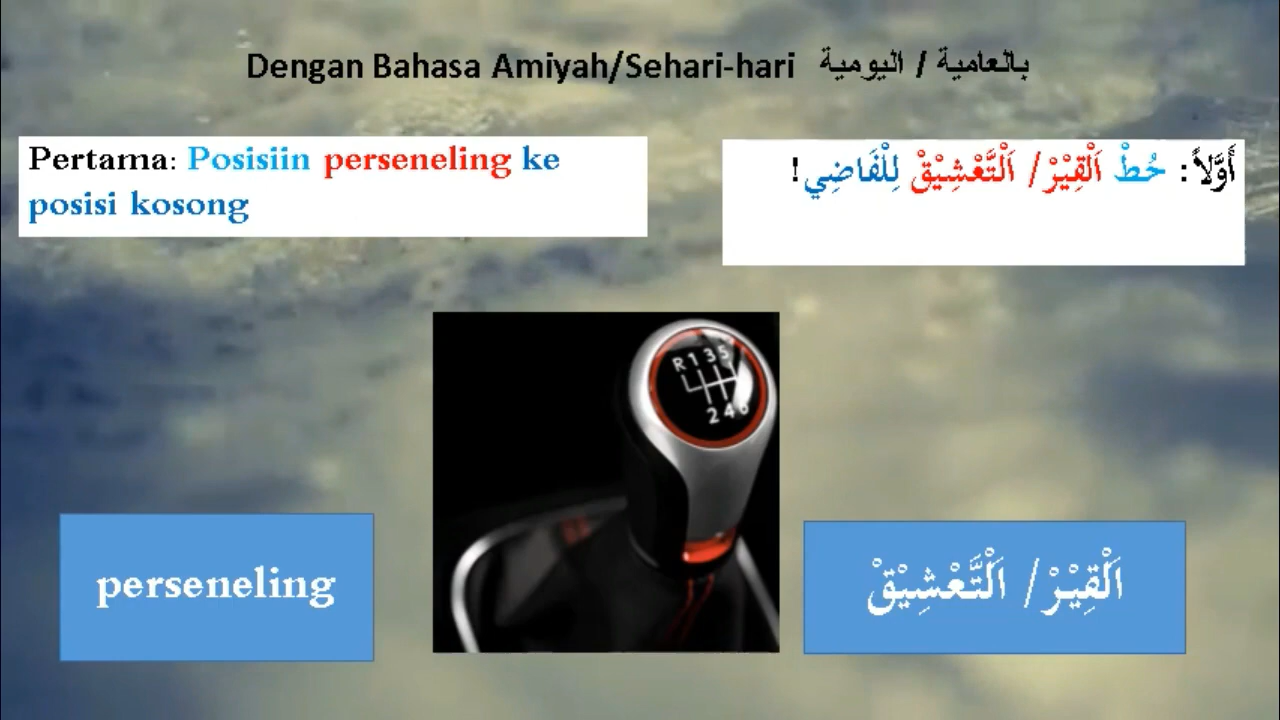 Dengan Bahasa Amiyah/Sehari-hari بالعامية / اليومية
Pertama: Posisiin perseneling ke
posisi kosong
أَوَّلاً: حُطْ اَلْقِيْرْ/ اَلْتَّعْشِيْقْ لِلْفَاضِي!
R 1 3 5
2 4 6
perseneling
اَلْقِيْرْ/ اَلْتَّعْشِيْقْ